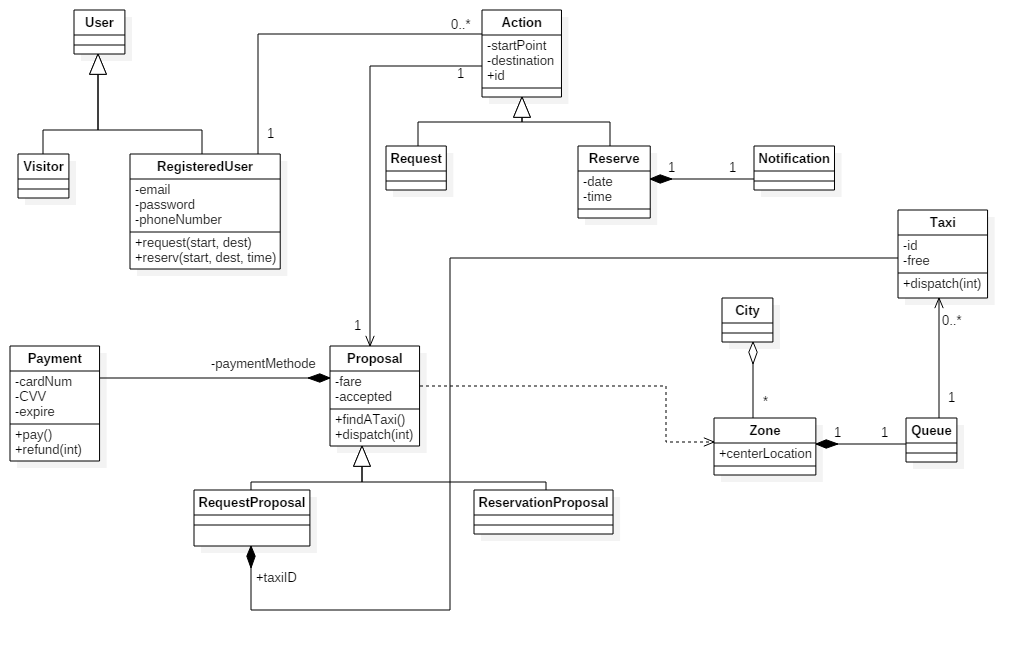 User
0..*
Action
-startPoint
-destination
+id
1
1
Visitor
RegisteredUser
-email
-password
-phoneNumber
+request(start, dest)
+reserv(start, dest, time)
Request
Reserve
-date
-time
1
1
Notification
Taxi
-id
-free
+dispatch(int)
City
0..*
1
Payment
-cardNum
-CVV
-expire
+pay()
+refund(int)
-paymentMethode
Proposal
-fare
-accepted
+findATaxi()
+dispatch(int)
*
1
Zone
+centerLocation
1
1
Queue
RequestProposal
ReservationProposal
+taxiID